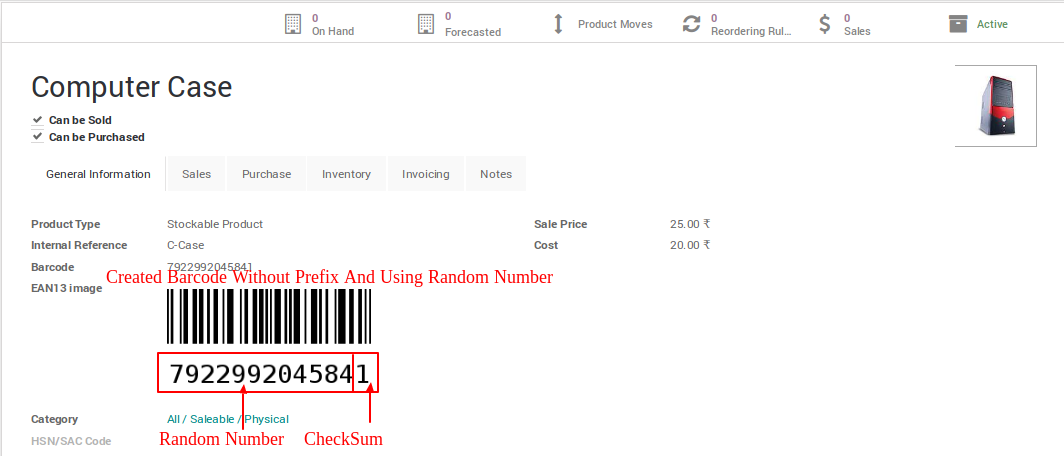 0
On Hand
0
Forecasted
Product Moves
0
Reordering Rul...
0
Sales
Active
Computer Case
Can be Sold
Can be Purchased
General Information Sales Purchase Inventory Invoicing Notes
Product Type Stockable Product Sale Price 25.00 ₹
Internal Reference C-Case Cost 20.00 ₹
Barcode 7922992045841
Created Barcode Without Prefix And Using Random Number
EAN13 image
7922992045841
Category All / Saleable / Physical
Random Number CheckSum
HSN/SAC Code